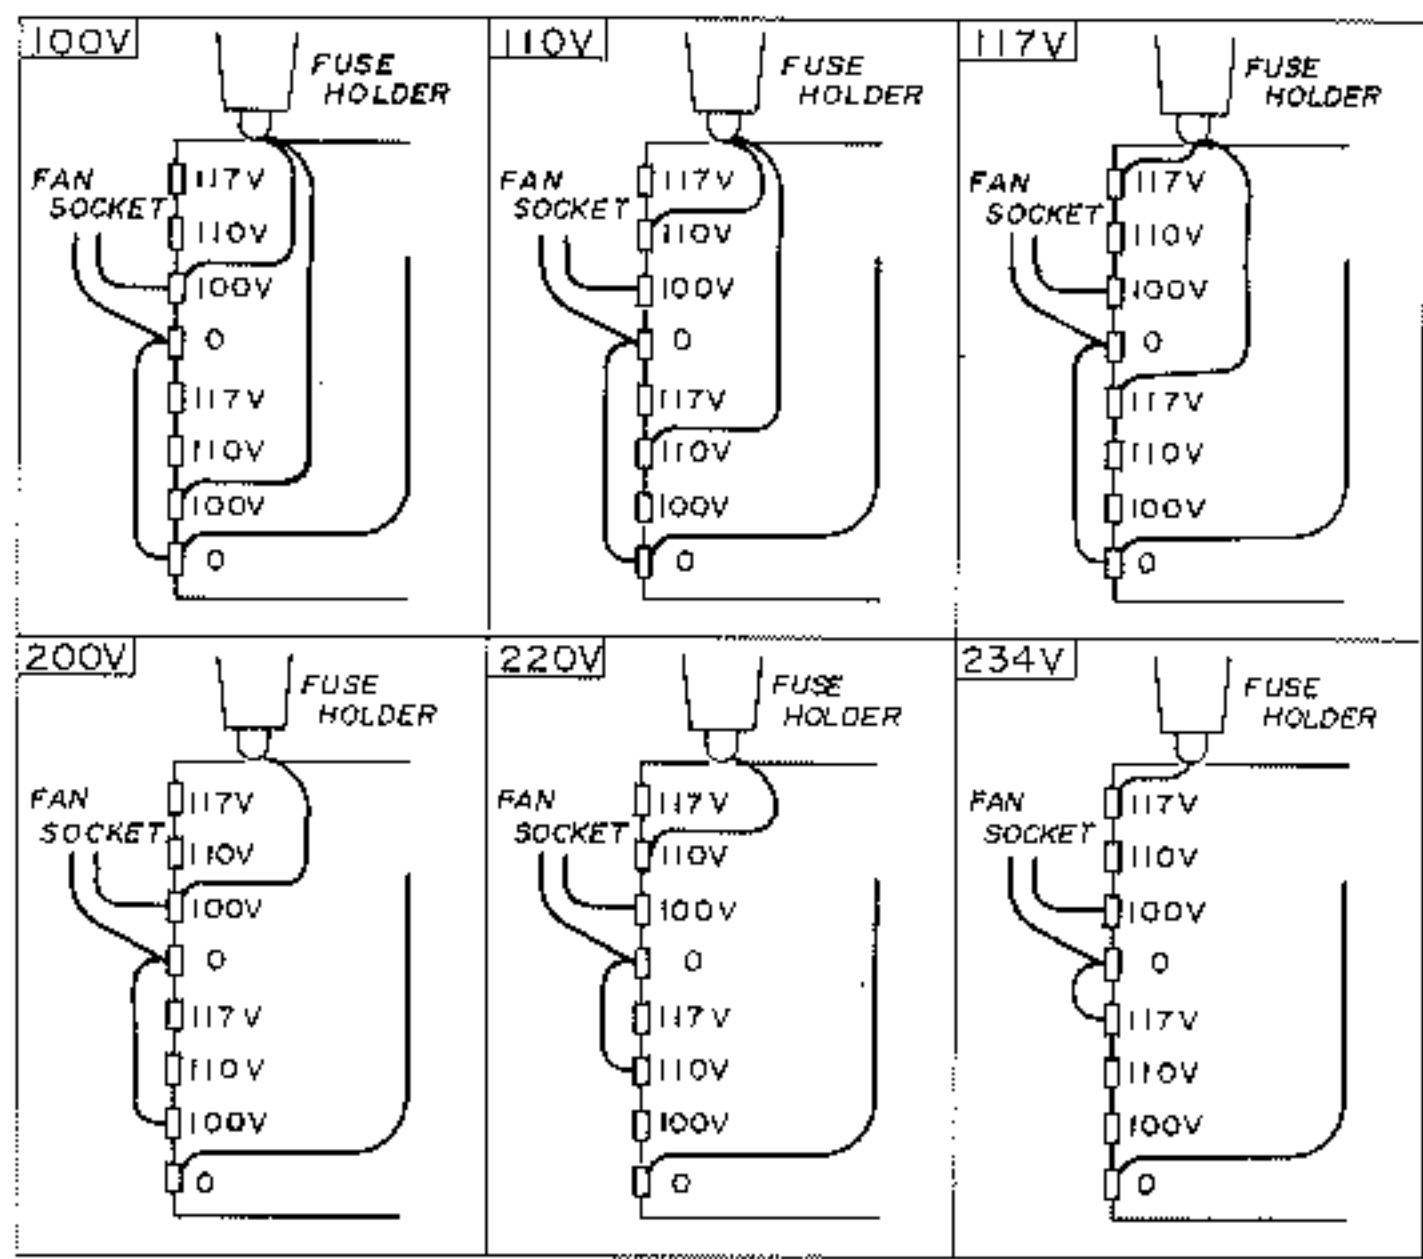 100V
FUSE
HOLDER
FAN
SOCKET
117V
110V
100V
0
117V
110V
100V
0
110V
FUSE
HOLDER
FAN
SOCKET
117V
110V
100V
0
117V
110V
100V
0
117V
FUSE
HOLDER
FAN
SOCKET
117V
110V
100V
0
117V
110V
100V
0
200V
FUSE
HOLDER
FAN
SOCKET
117V
110V
100V
0
117V
110V
100V
0
220V
FUSE
HOLDER
FAN
SOCKET
117V
110V
100V
0
117V
110V
100V
0
234V
FUSE
HOLDER
FAN
SOCKET
117V
110V
100V
0
117V
110V
100V
0